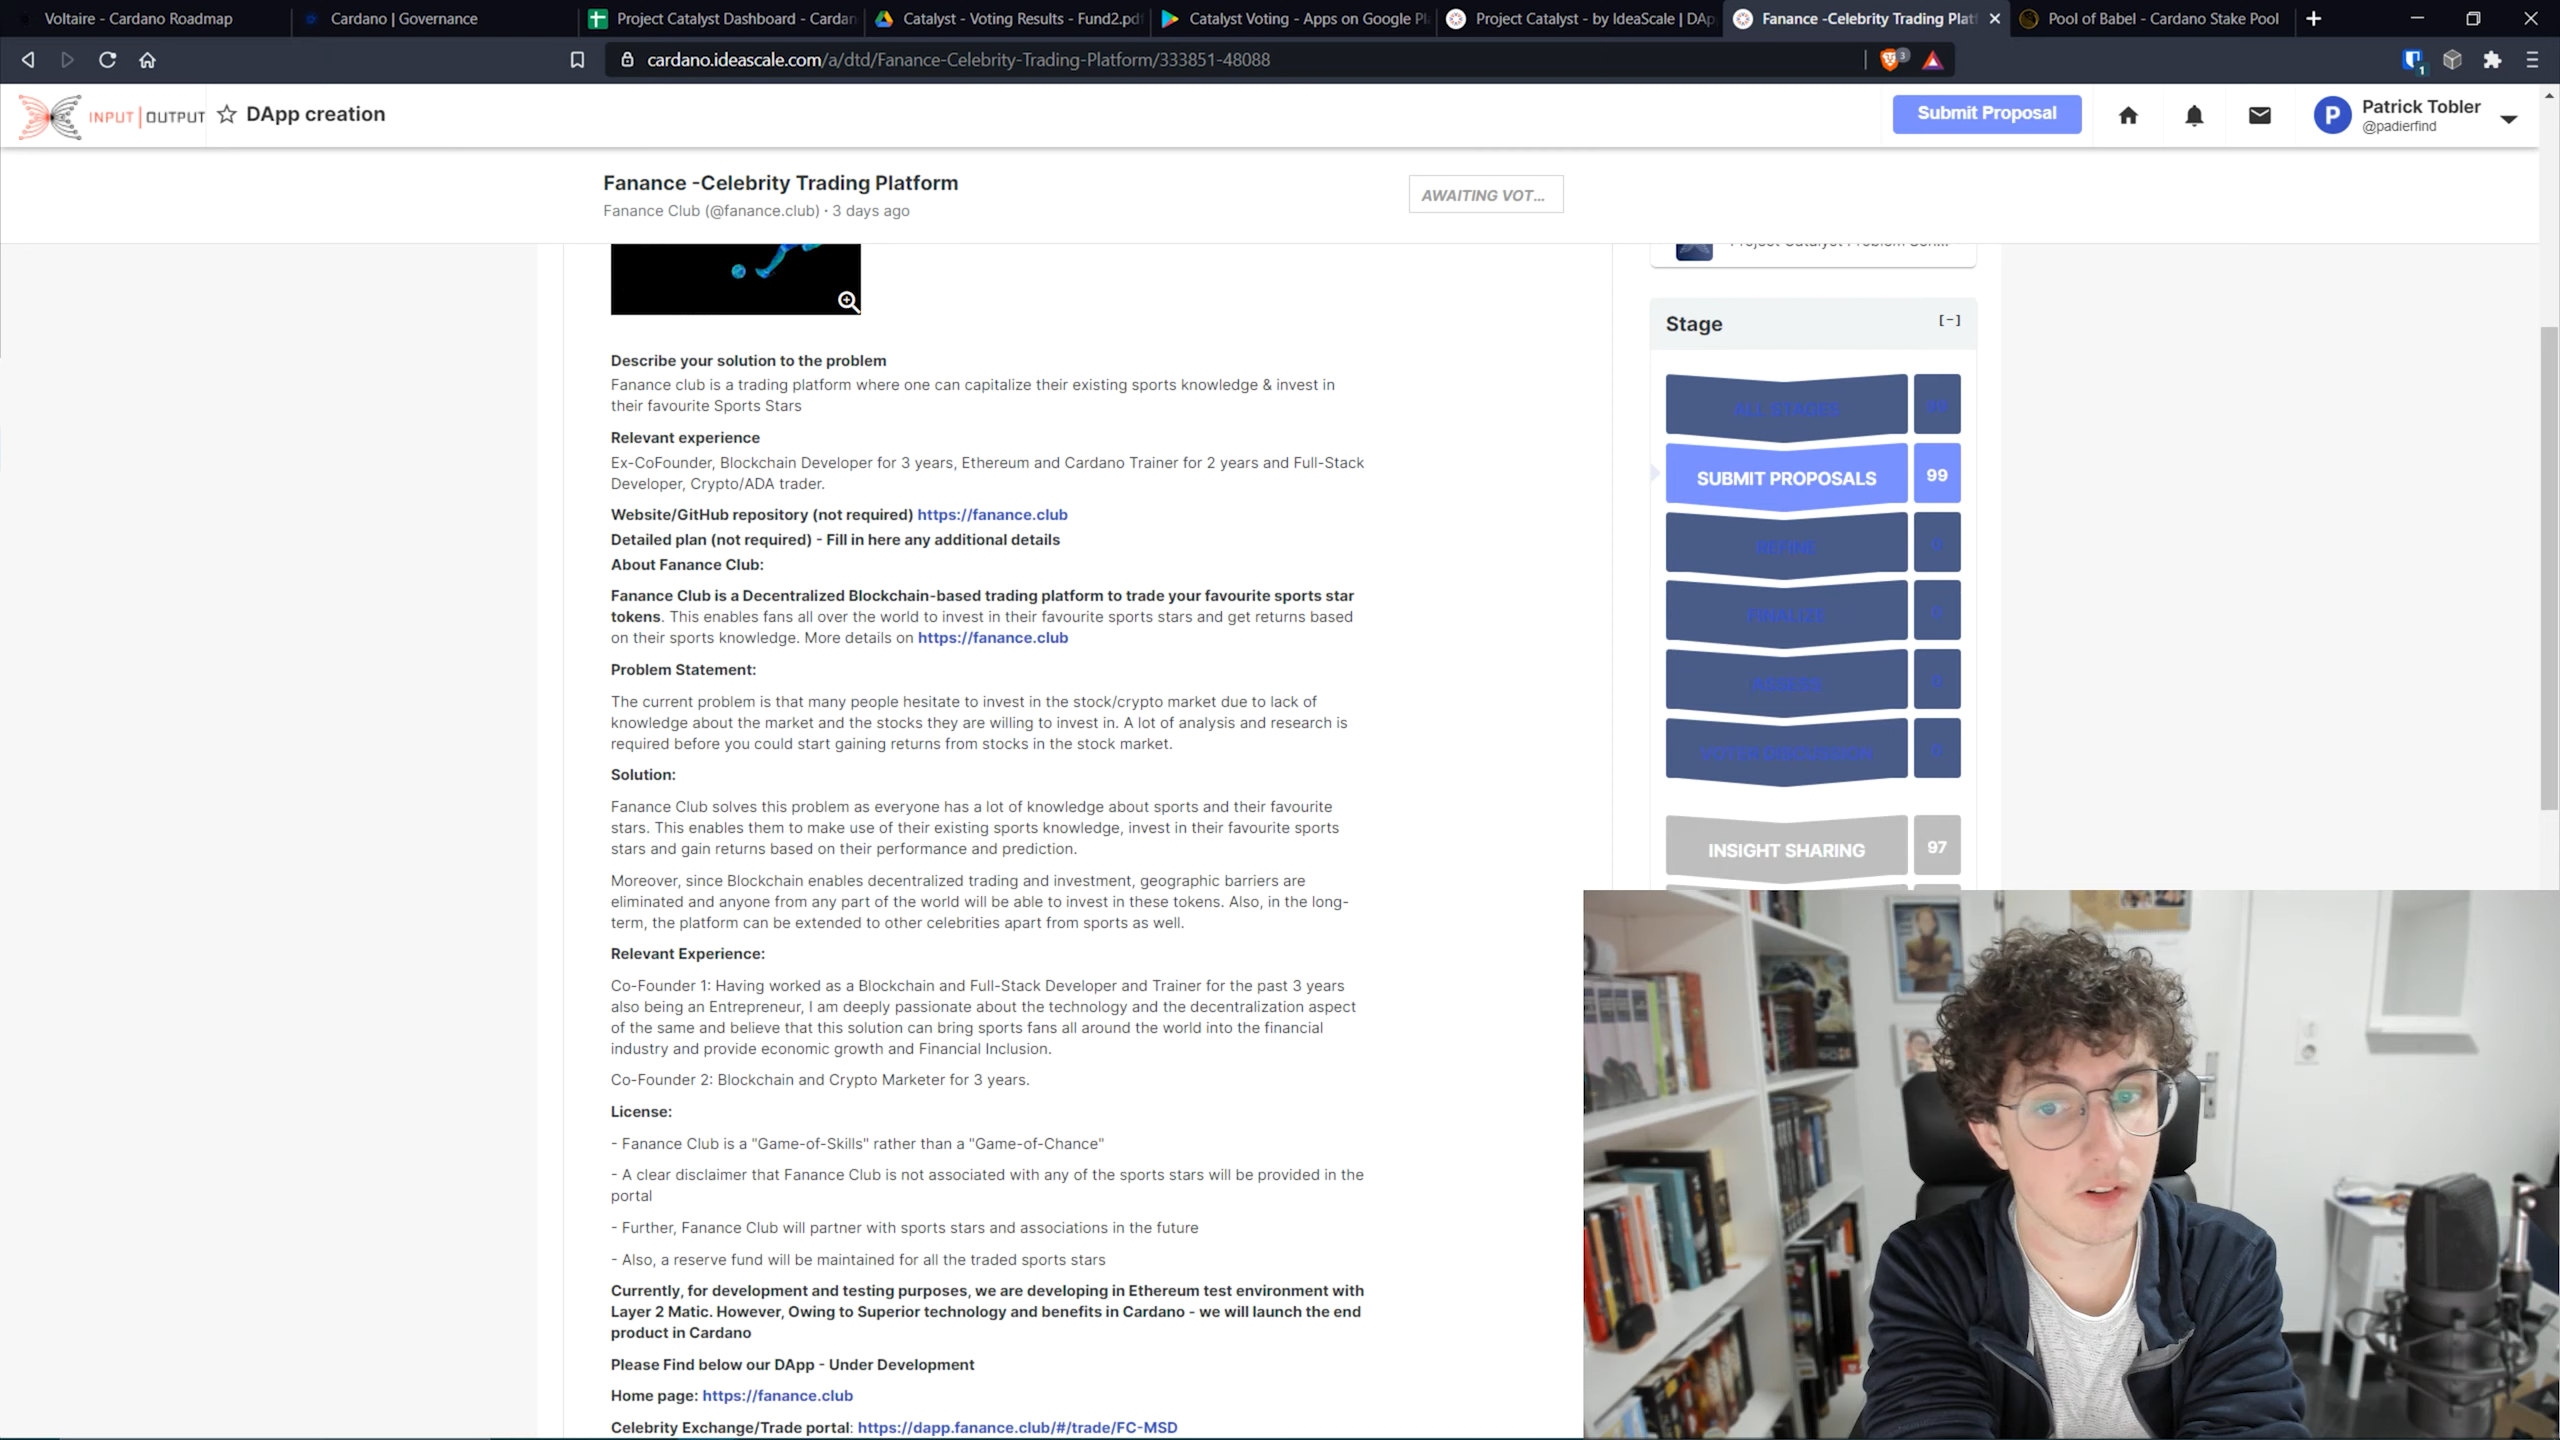 Voltaire - Cardano Roadmap
Cardano | Governance
Project Catalyst Dashboard - Cardan
Catalyst - Voting Results - Fund2.pdf
Catalyst Voting - Apps on Google Pl
Project Catalyst - by IdeaScale | DAp
Fanance -Celebrity Trading Plat
Pool of Babel - Cardano Stake Pool
cardano.ideascale.com/a/dtd/Fanance-Celebrity-Trading-Platform/333851-48088
3
1
INPUT | OUTPUT
DApp creation
Submit Proposal
P
Patrick Tobler
@padierfind
Fanance -Celebrity Trading Platform
Fanance Club (@fanance.club) · 3 days ago
AWAITING VOT...
Describe your solution to the problem
Fanance club is a trading platform where one can capitalize their existing sports knowledge & invest in
their favourite Sports Stars
Relevant experience
Ex-CoFounder, Blockchain Developer for 3 years, Ethereum and Cardano Trainer for 2 years and Full-Stack
Developer, Crypto/ADA trader.
Website/GitHub repository (not required) https://fanance.club
Detailed plan (not required) - Fill in here any additional details
About Fanance Club:
Fanance Club is a Decentralized Blockchain-based trading platform to trade your favourite sports star
tokens. This enables fans all over the world to invest in their favourite sports stars and get returns based
on their sports knowledge. More details on https://fanance.club
Problem Statement:
The current problem is that many people hesitate to invest in the stock/crypto market due to lack of
knowledge about the market and the stocks they are willing to invest in. A lot of analysis and research is
required before you could start gaining returns from stocks in the stock market.
Solution:
Fanance Club solves this problem as everyone has a lot of knowledge about sports and their favourite
stars. This enables them to make use of their existing sports knowledge, invest in their favourite sports
stars and gain returns based on their performance and prediction.
Moreover, since Blockchain enables decentralized trading and investment, geographic barriers are
eliminated and anyone from any part of the world will be able to invest in these tokens. Also, in the long-
term, the platform can be extended to other celebrities apart from sports as well.
Relevant Experience:
Co-Founder 1: Having worked as a Blockchain and Full-Stack Developer and Trainer for the past 3 years
also being an Entrepreneur, I am deeply passionate about the technology and the decentralization aspect
of the same and believe that this solution can bring sports fans all around the world into the financial
industry and provide economic growth and Financial Inclusion.
Co-Founder 2: Blockchain and Crypto Marketer for 3 years.
License:
- Fanance Club is a "Game-of-Skills" rather than a "Game-of-Chance"
- A clear disclaimer that Fanance Club is not associated with any of the sports stars will be provided in the
portal
- Further, Fanance Club will partner with sports stars and associations in the future
- Also, a reserve fund will be maintained for all the traded sports stars
Currently, for development and testing purposes, we are developing in Ethereum test environment with
Layer 2 Matic. However, Owing to Superior technology and benefits in Cardano - we will launch the end
product in Cardano
Please Find below our DApp - Under Development
Home page: https://fanance.club
Celebrity Exchange/Trade portal: https://dapp.fanance.club/#/trade/FC-MSD
Stage
[-]
ALL STAGES
99
SUBMIT PROPOSALS
99
REFINE
0
FINALIZE
0
ASSESS
0
VOTER DISCUSSION
0
INSIGHT SHARING
97